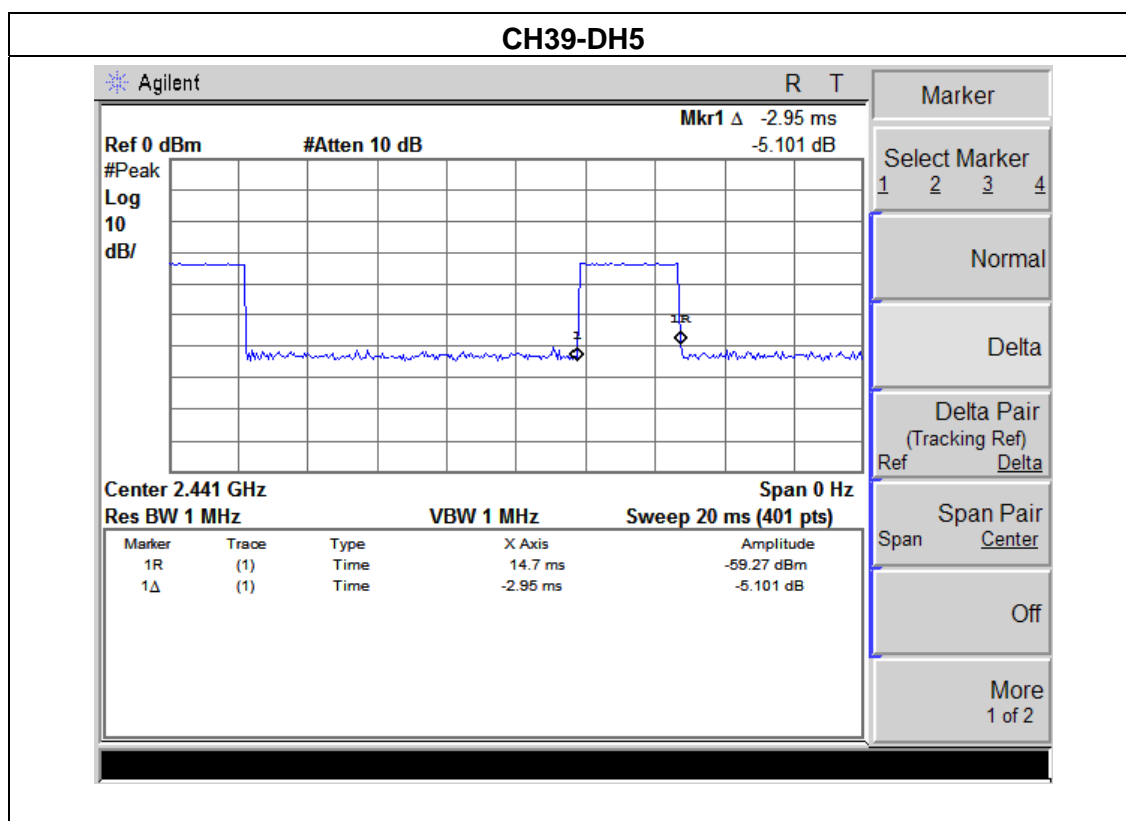 CH39-DH5
Agilent R T
Mkr1 Δ -2.95 ms
Ref 0 dBm #Atten 10 dB -5.101 dB
#Peak
Log
10
dB/
1
1R
Center 2.441 GHz Span 0 Hz
Res BW 1 MHz VBW 1 MHz Sweep 20 ms (401 pts)
Marker Trace Type X Axis Amplitude
1R (1) Time 14.7 ms -59.27 dBm
1Δ (1) Time -2.95 ms -5.101 dB
Marker
Select Marker
1 2 3 4
Normal
Delta
Delta Pair
(Tracking Ref)
Ref Delta
Span Pair
Span Center
Off
More
1 of 2